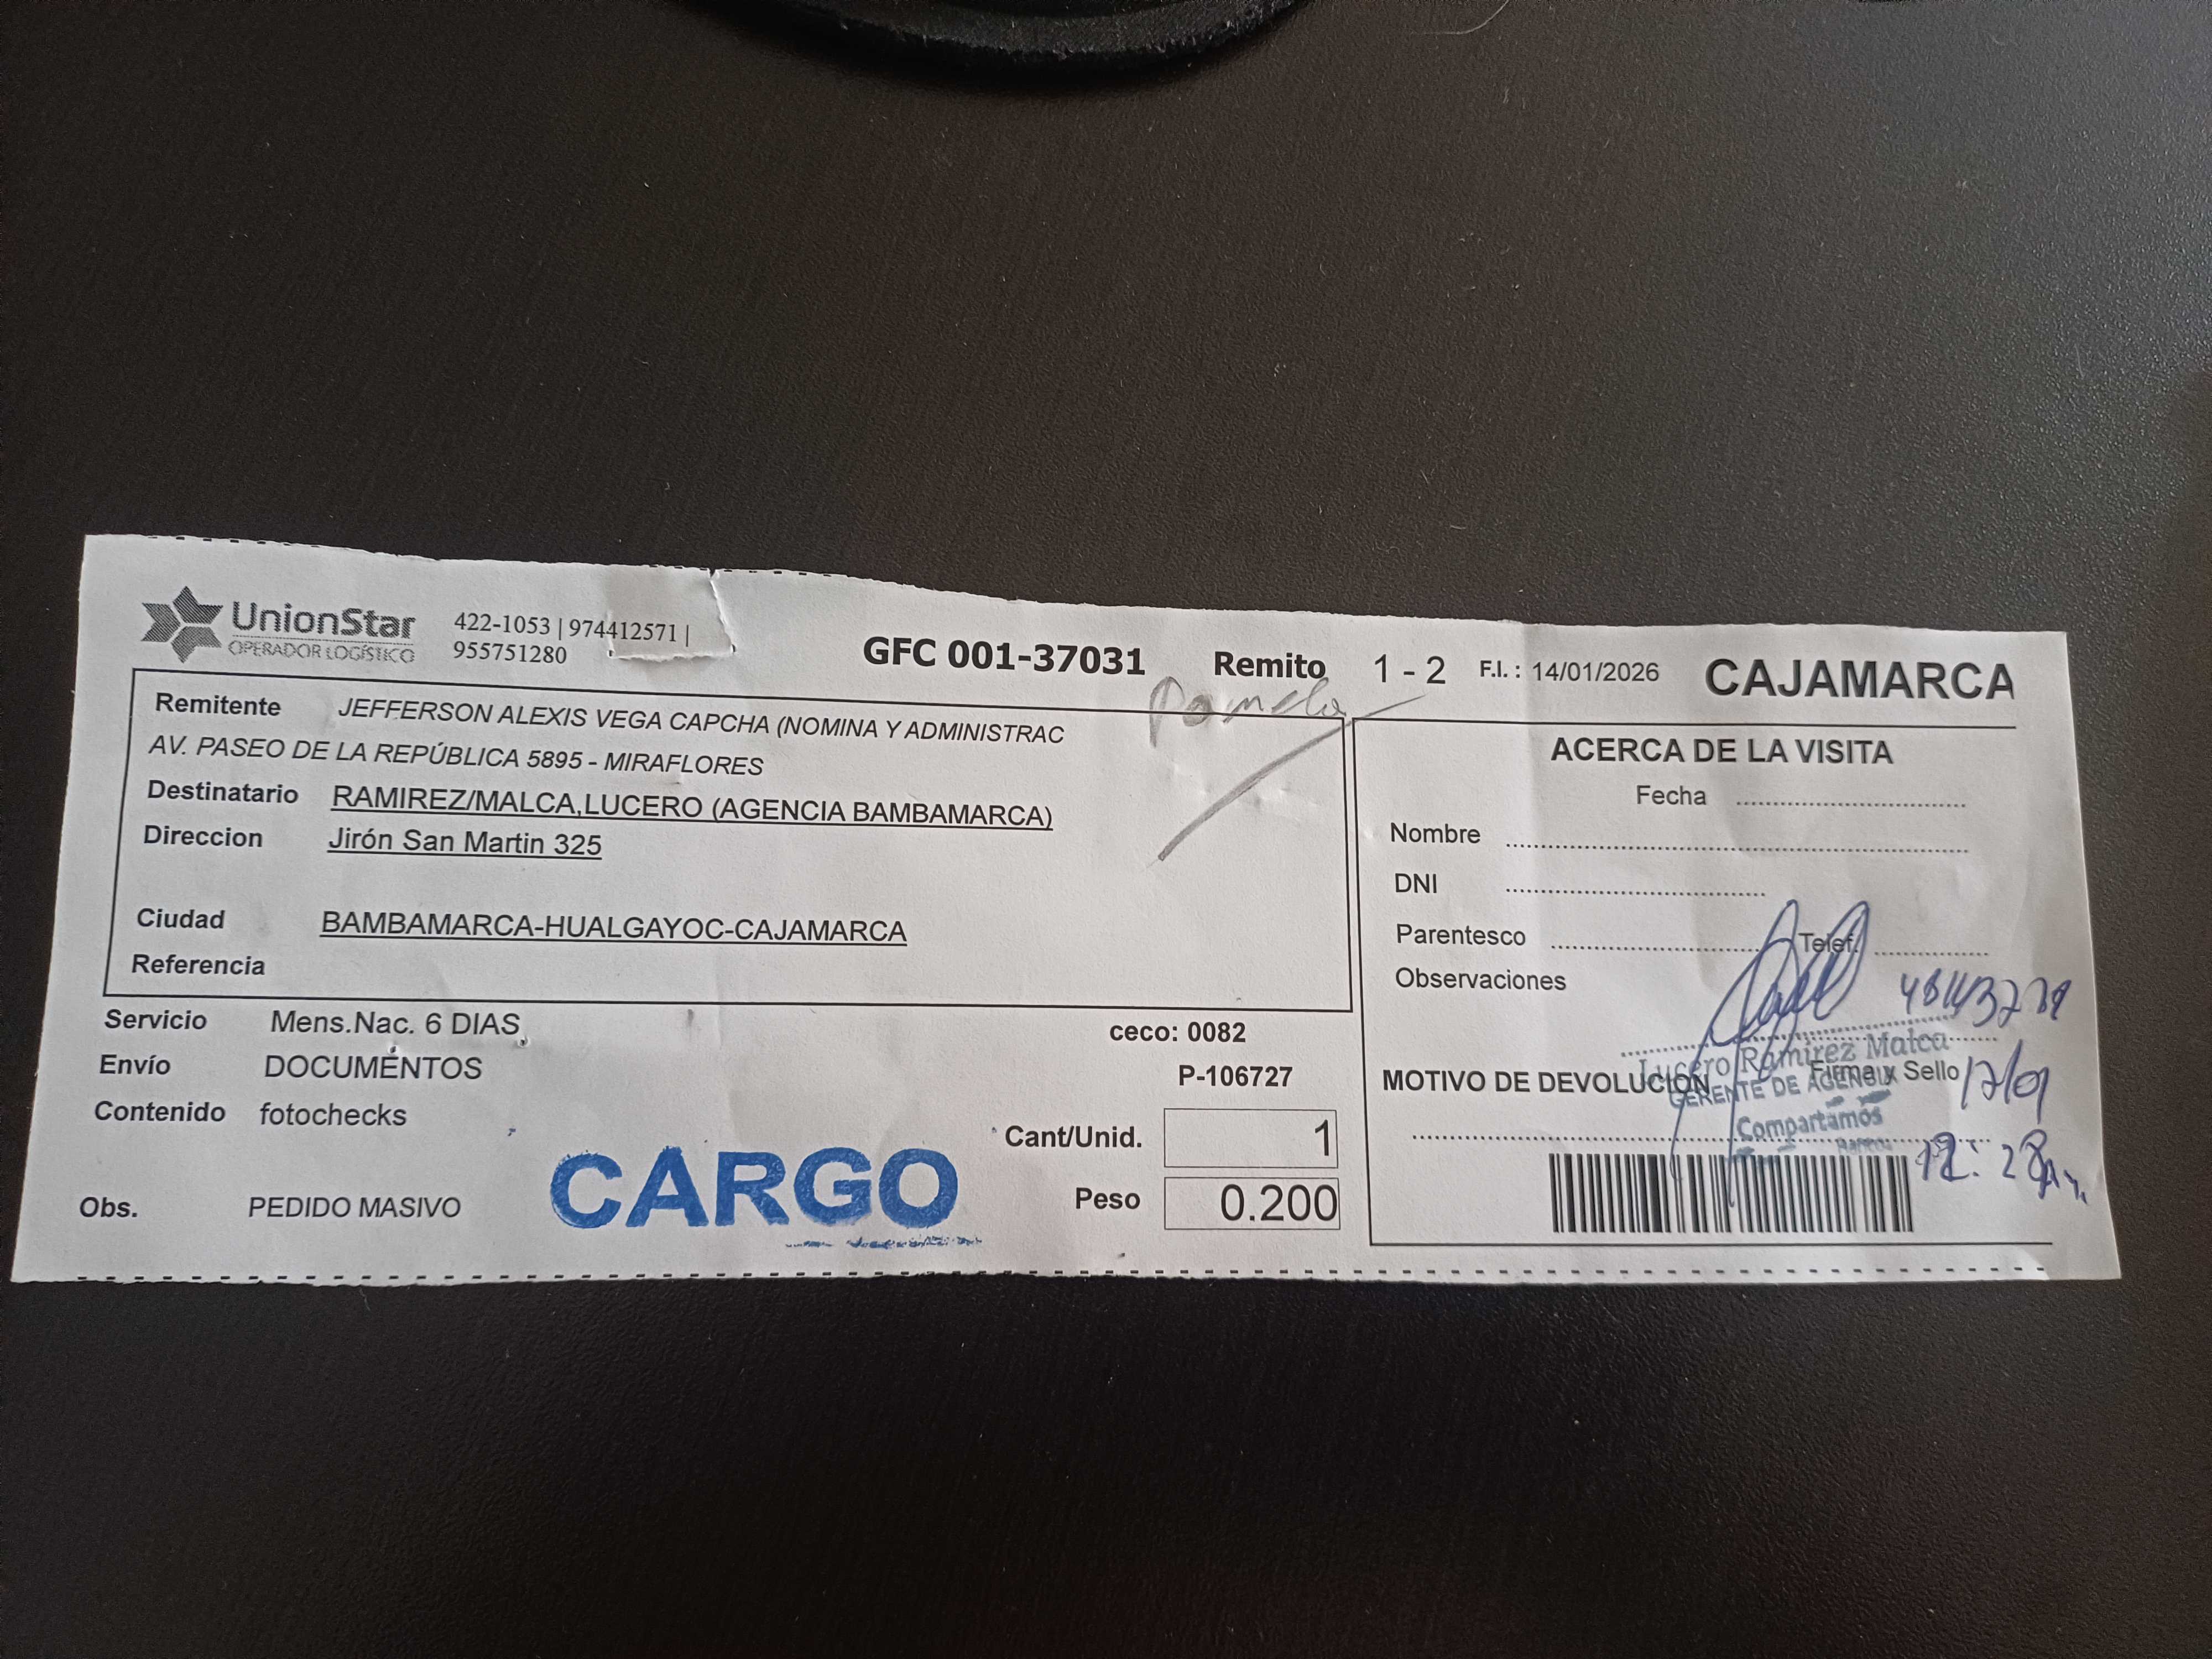 UnionStar
OPERADOR LOGÍSTICO
422-1053 | 974412571 |
955751280
GFC 001-37031 Remito 1 - 2 F.I. : 14/01/2026 CAJAMARCA
Pamela
Remitente JEFFERSON ALEXIS VEGA CAPCHA (NOMINA Y ADMINISTRAC
AV. PASEO DE LA REPÚBLICA 5895 - MIRAFLORES
Destinatario RAMIREZ/MALCA,LUCERO (AGENCIA BAMBAMARCA)
Direccion Jirón San Martin 325
Ciudad BAMBAMARCA-HUALGAYOC-CAJAMARCA
Referencia
Servicio Mens.Nac. 6 DIAS
ceco: 0082
Envío DOCUMENTOS
P-106727
Contenido fotochecks
Cant/Unid. 1
CARGO
Peso 0.200
Obs. PEDIDO MASIVO
ACERCA DE LA VISITA
Fecha
Nombre
DNI
Parentesco Telef.
Observaciones
Lucero Ramírez Malca
MOTIVO DE DEVOLUCION Firma y Sello
GERENTE DE AGENCIA
Compartamos
Banco